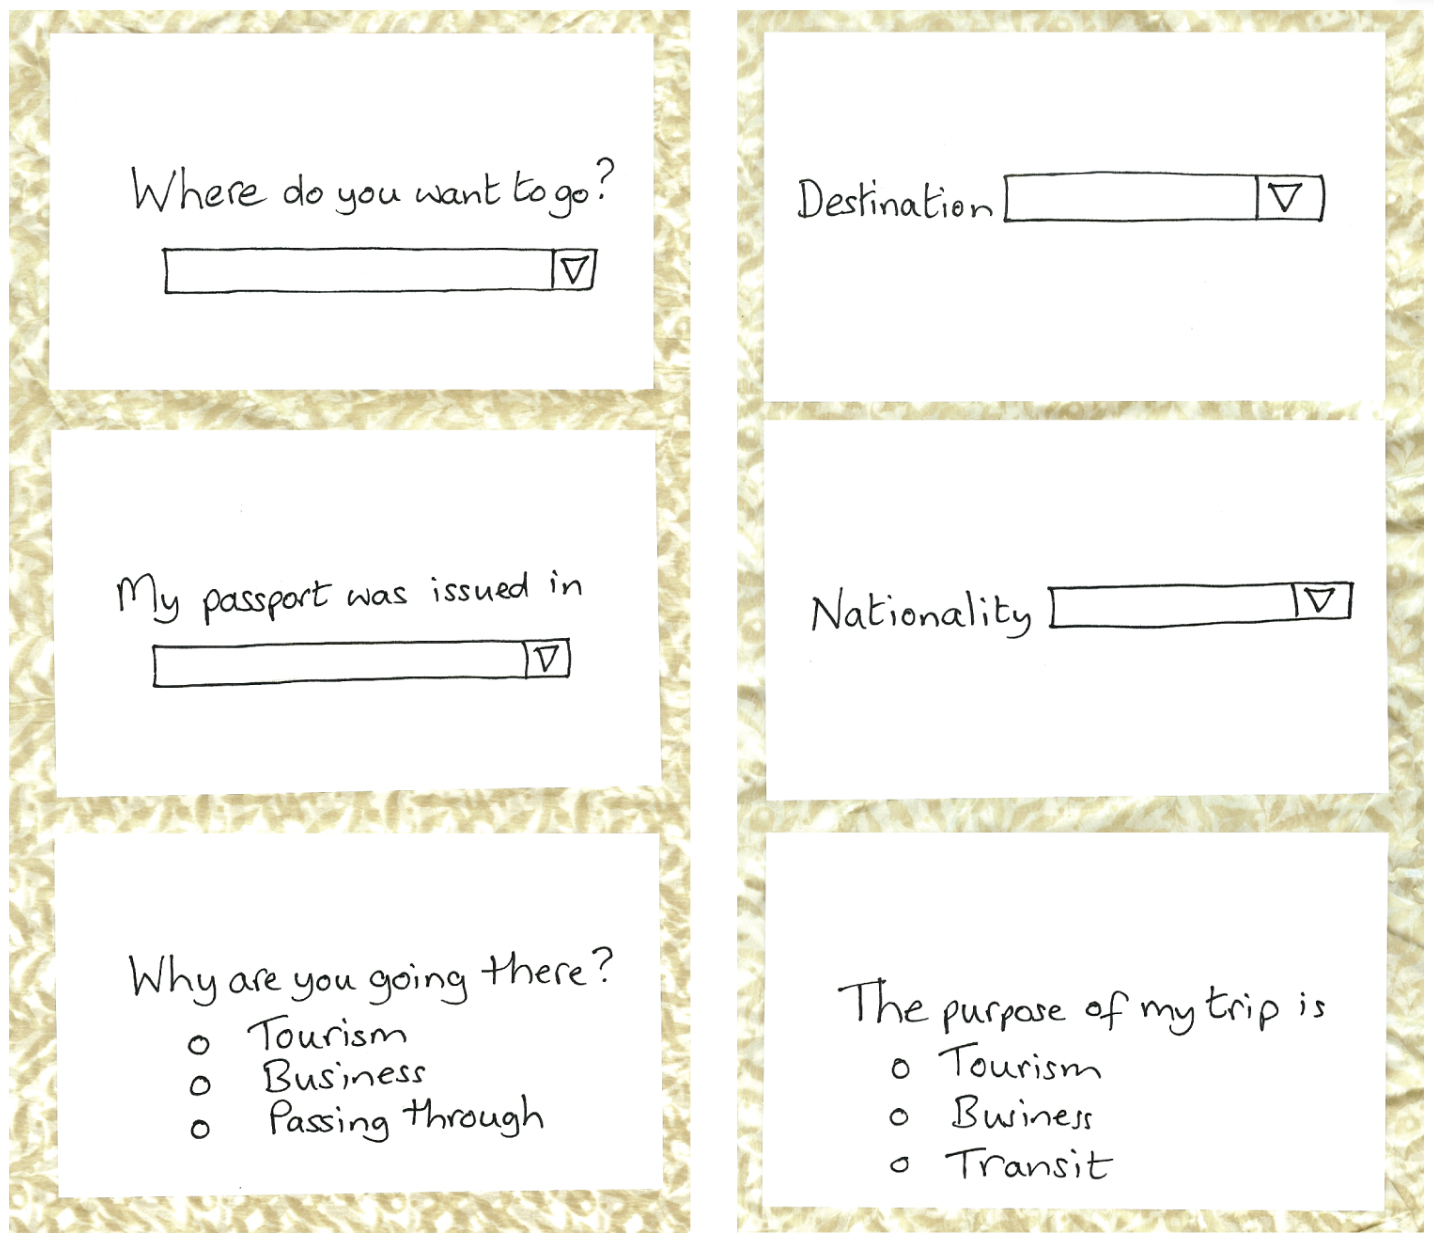 Where do you want to go?
My passport was issued in
Why are you going there?
Tourism
Business
Passing through
Destination
Nationality
The purpose of my trip is
Tourism
Business
Transit